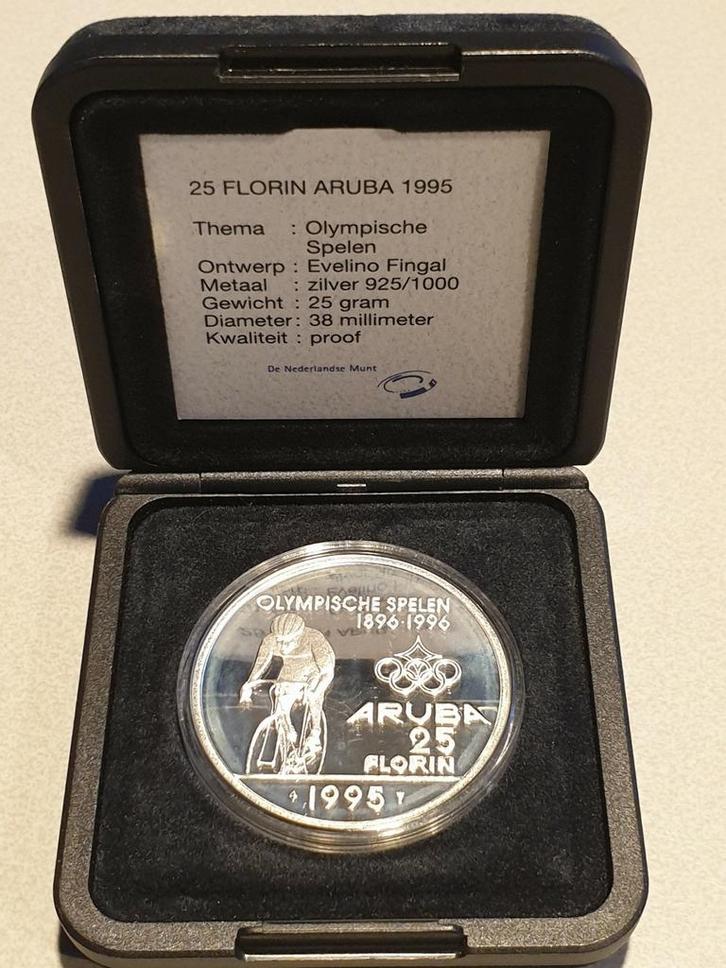 25 FLORIN ARUBA 1995
Thema : Olympische
Spelen
Ontwerp : Evelino Fingal
Metaal : zilver 925/1000
Gewicht : 25 gram
Diameter : 38 millimeter
Kwaliteit : proof
De Nederlandse Munt
OLYMPISCHE SPELEN
1896·1996
ARUBA
25
FLORIN
1995